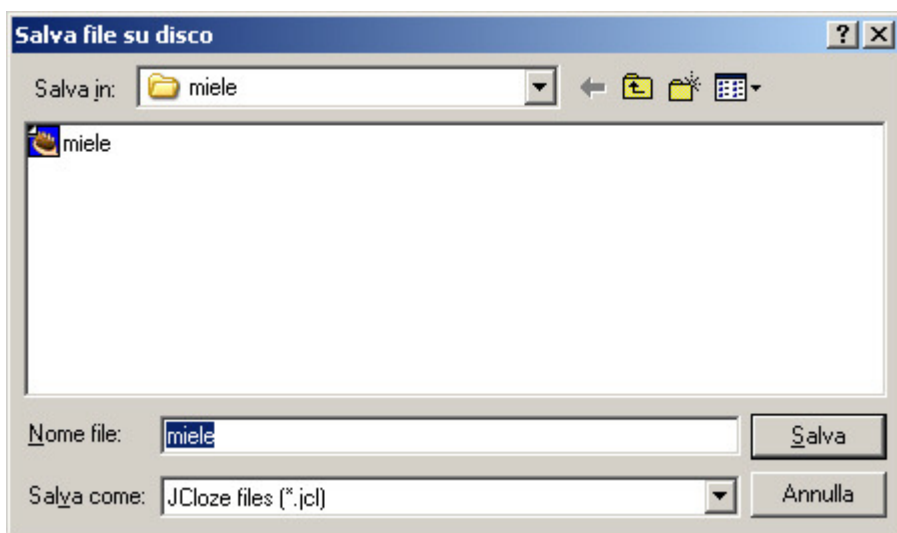 Salva file su disco
Salva in: miele
miele
Nome file: miele Salva
Salva come: JCloze files (*.jcl) Annulla